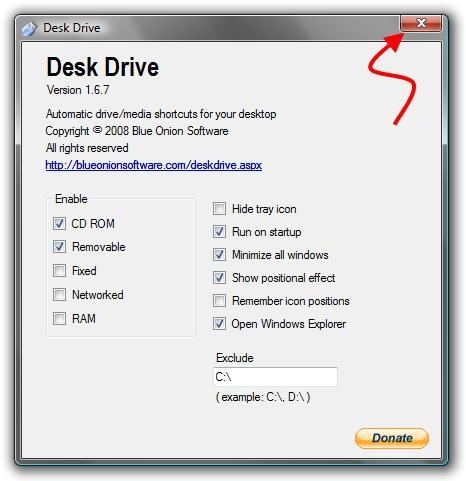 Desk Drive
Desk Drive
Version 1.6.7
Automatic drive/media shortcuts for your desktop
Copyright © 2008 Blue Onion Software
All rights reserved
http://blueonionsoftware.com/deskdrive.aspx
Enable
CD ROM
Removable
Fixed
Networked
RAM
Hide tray icon
Run on startup
Minimize all windows
Show positional effect
Remember icon positions
Open Windows Explorer
Exclude
C:\
( example: C:\, D:\ )
Donate